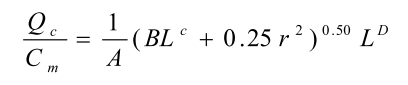 Q_c / C_m = 1 / A (BL^c + 0.25 r^2)^0.50 L^D